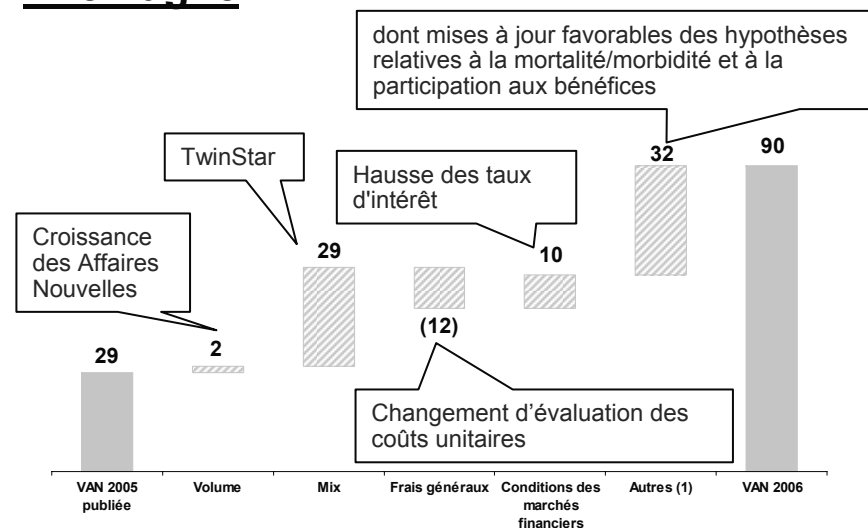 dont mises à jour favorables des hypothèses
relatives à la mortalité/morbidité et à la
participation aux bénéfices
TwinStar
Hausse des taux
d'intérêt
32
90
Croissance
des Affaires
Nouvelles
29
10
(12)
29
2
Changement d’évaluation des
coûts unitaires
VAN 2005
publiée
Volume
Mix
Frais généraux
Conditions des
marchés
financiers
Autres (1)
VAN 2006